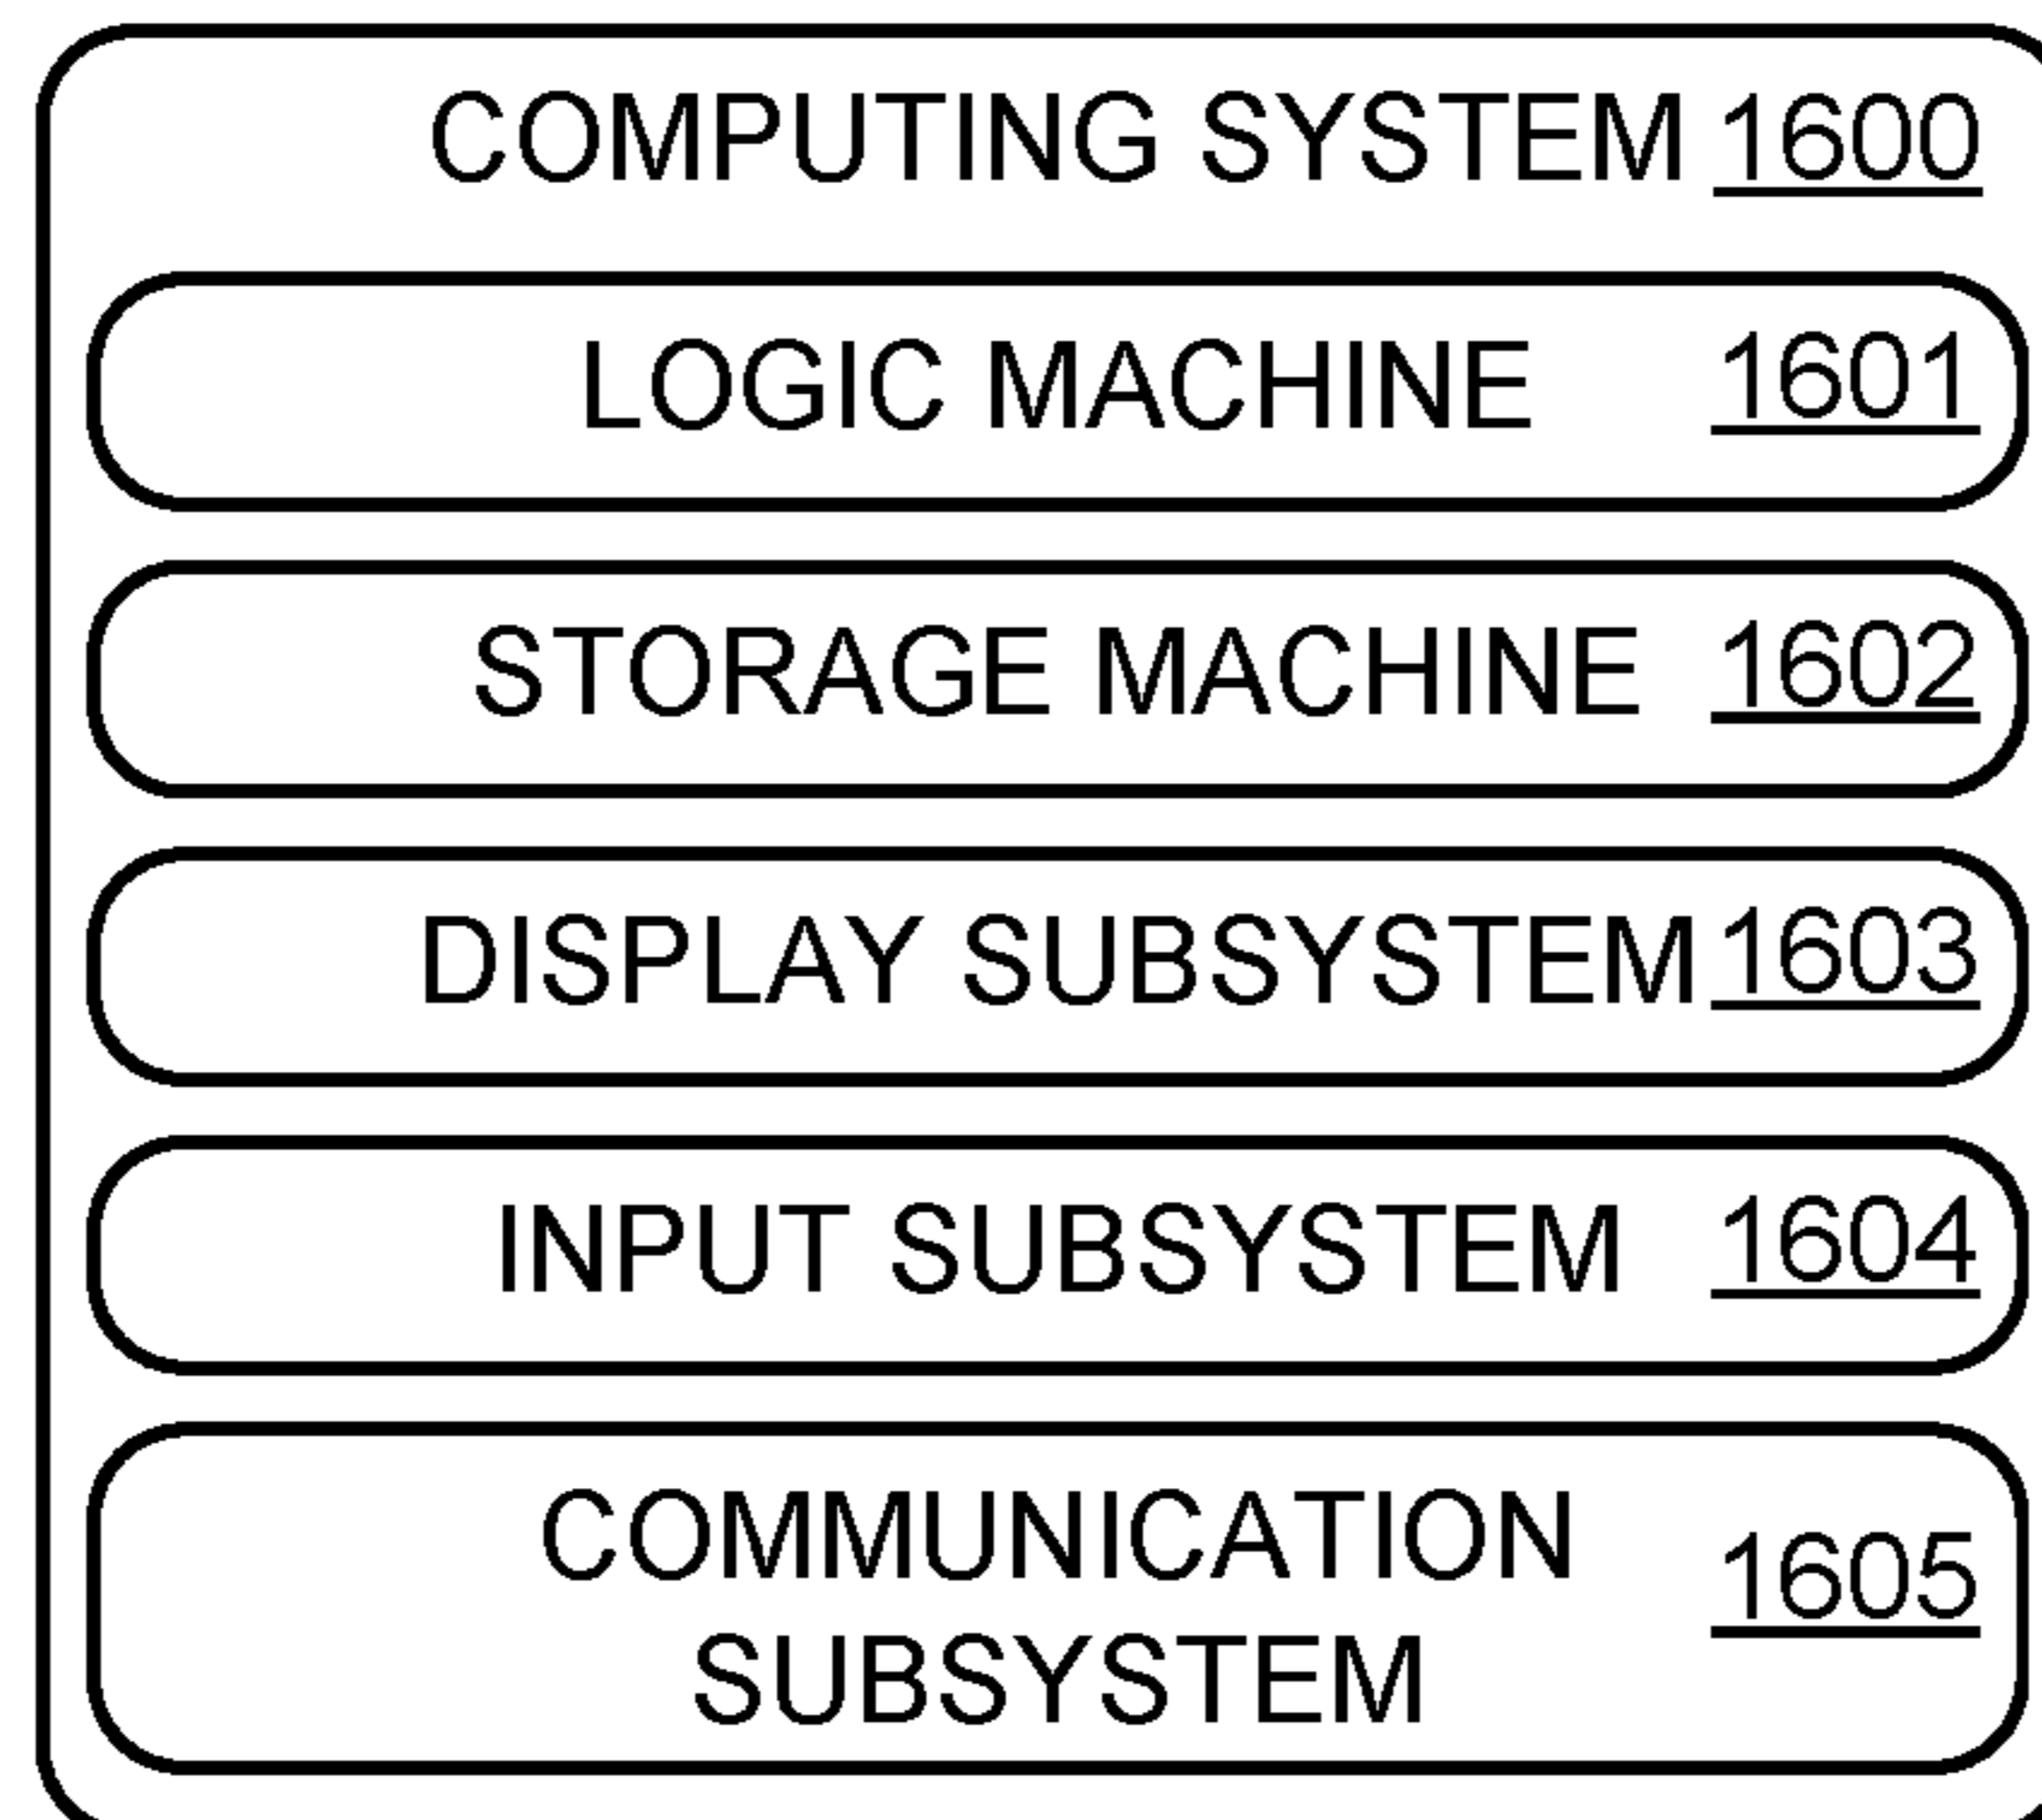 COMPUTING SYSTEM 1600
LOGIC MACHINE 1601
STORAGE MACHINE 1602
DISPLAY SUBSYSTEM 1603
INPUT SUBSYSTEM 1604
COMMUNICATION
SUBSYSTEM 1605